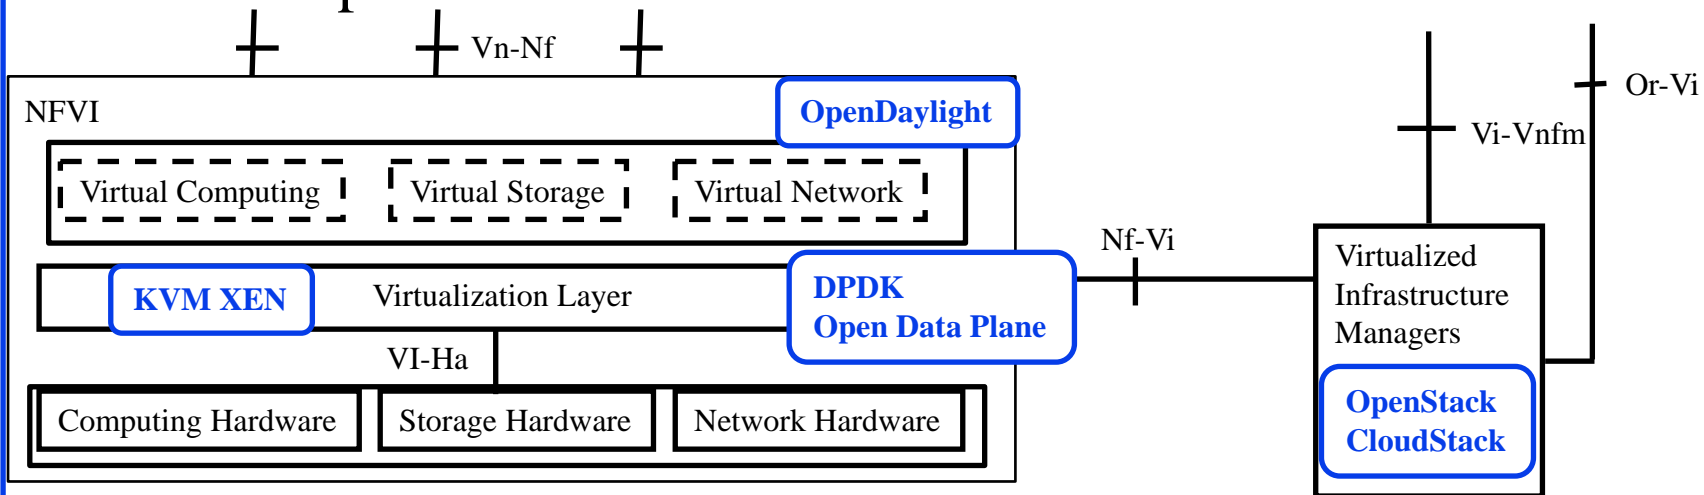 Vn-Nf
Or-Vi
NFVI
OpenDaylight
Vi-Vnfm
Virtual Computing
Virtual Storage
Virtual Network
Nf-Vi
Virtualized
Infrastructure
Managers
KVM XEN
Virtualization Layer
DPDK
Open Data Plane
VI-Ha
OpenStack
CloudStack
Computing Hardware
Storage Hardware
Network Hardware